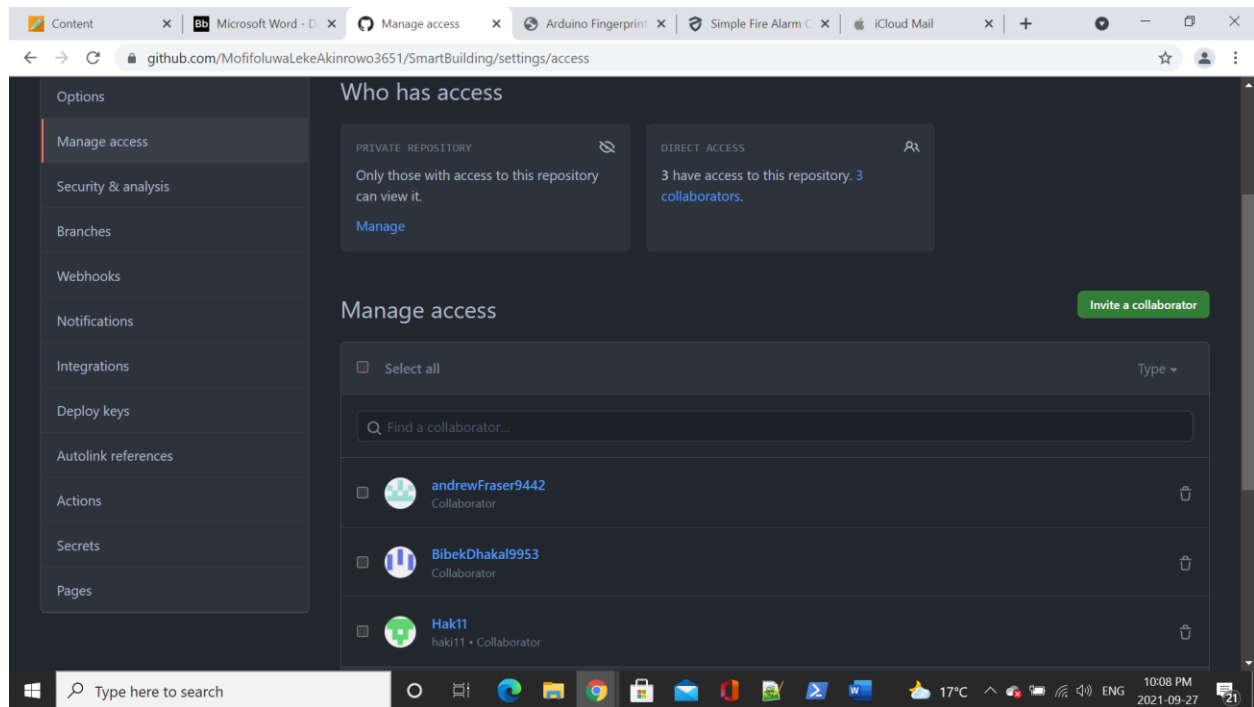 Content
Bb Microsoft Word - D
Manage access
Arduino Fingerprint
Simple Fire Alarm C
iCloud Mail
github.com/MofifoluwaLekeAkinrowo3651/SmartBuilding/settings/access
Options
Manage access
Security & analysis
Branches
Webhooks
Notifications
Integrations
Deploy keys
Autolink references
Actions
Secrets
Pages
Who has access
PRIVATE REPOSITORY
Only those with access to this repository
can view it.
Manage
DIRECT ACCESS
3 have access to this repository. 3
collaborators.
Manage access
Invite a collaborator
Select all
Type
Find a collaborator...
andrewFraser9442
Collaborator
BibekDhakal9953
Collaborator
Hak11
haki11 • Collaborator
Type here to search
17°C
ENG
10:08 PM
2021-09-27
21